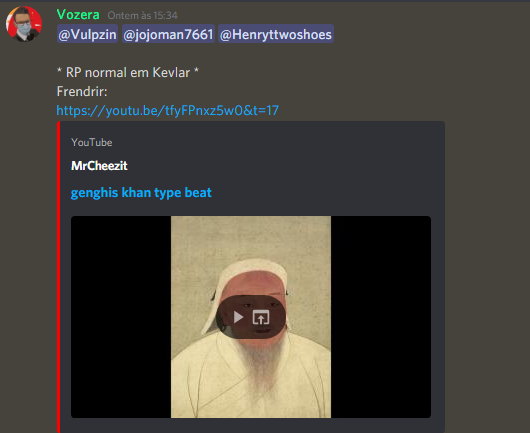 Vozera Ontem às 15:34
@Vulpzin @jojoman7661 @Henryttwoshoes
* RP normal em Kevlar *
Frendrir:
https://youtu.be/tfyFPnxz5w0&t=17
YouTube
MrCheezit
genghis khan type beat